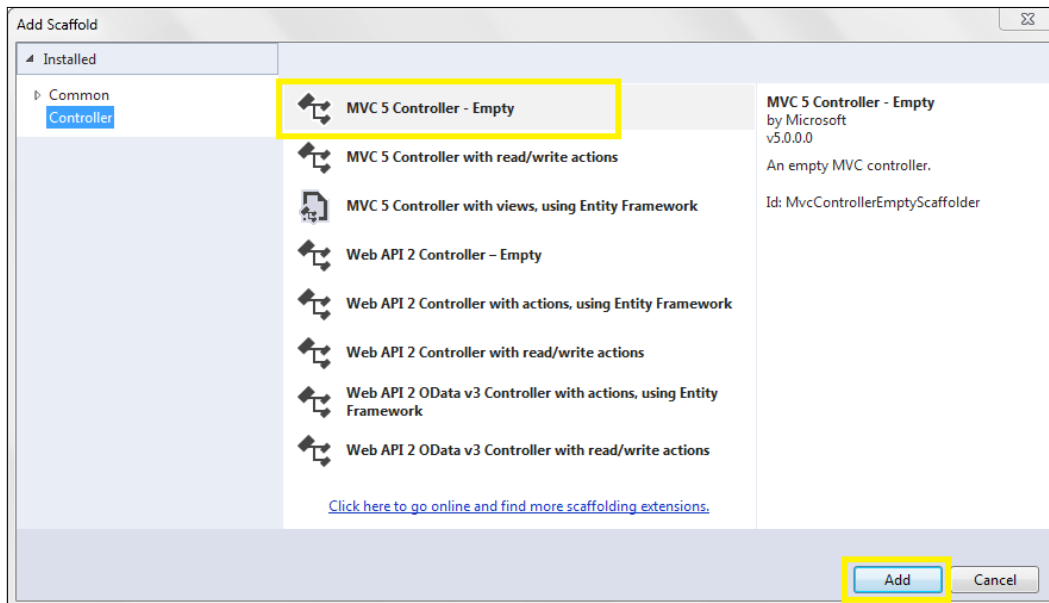 Add Scaffold
Installed
Common
Controller
MVC 5 Controller - Empty
MVC 5 Controller with read/write actions
MVC 5 Controller with views, using Entity Framework
Web API 2 Controller – Empty
Web API 2 Controller with actions, using Entity Framework
Web API 2 Controller with read/write actions
Web API 2 OData v3 Controller with actions, using Entity
Framework
Web API 2 OData v3 Controller with read/write actions
Click here to go online and find more scaffolding extensions.
MVC 5 Controller - Empty
by Microsoft
v5.0.0.0
An empty MVC controller.
Id: MvcControllerEmptyScaffolder
Add
Cancel